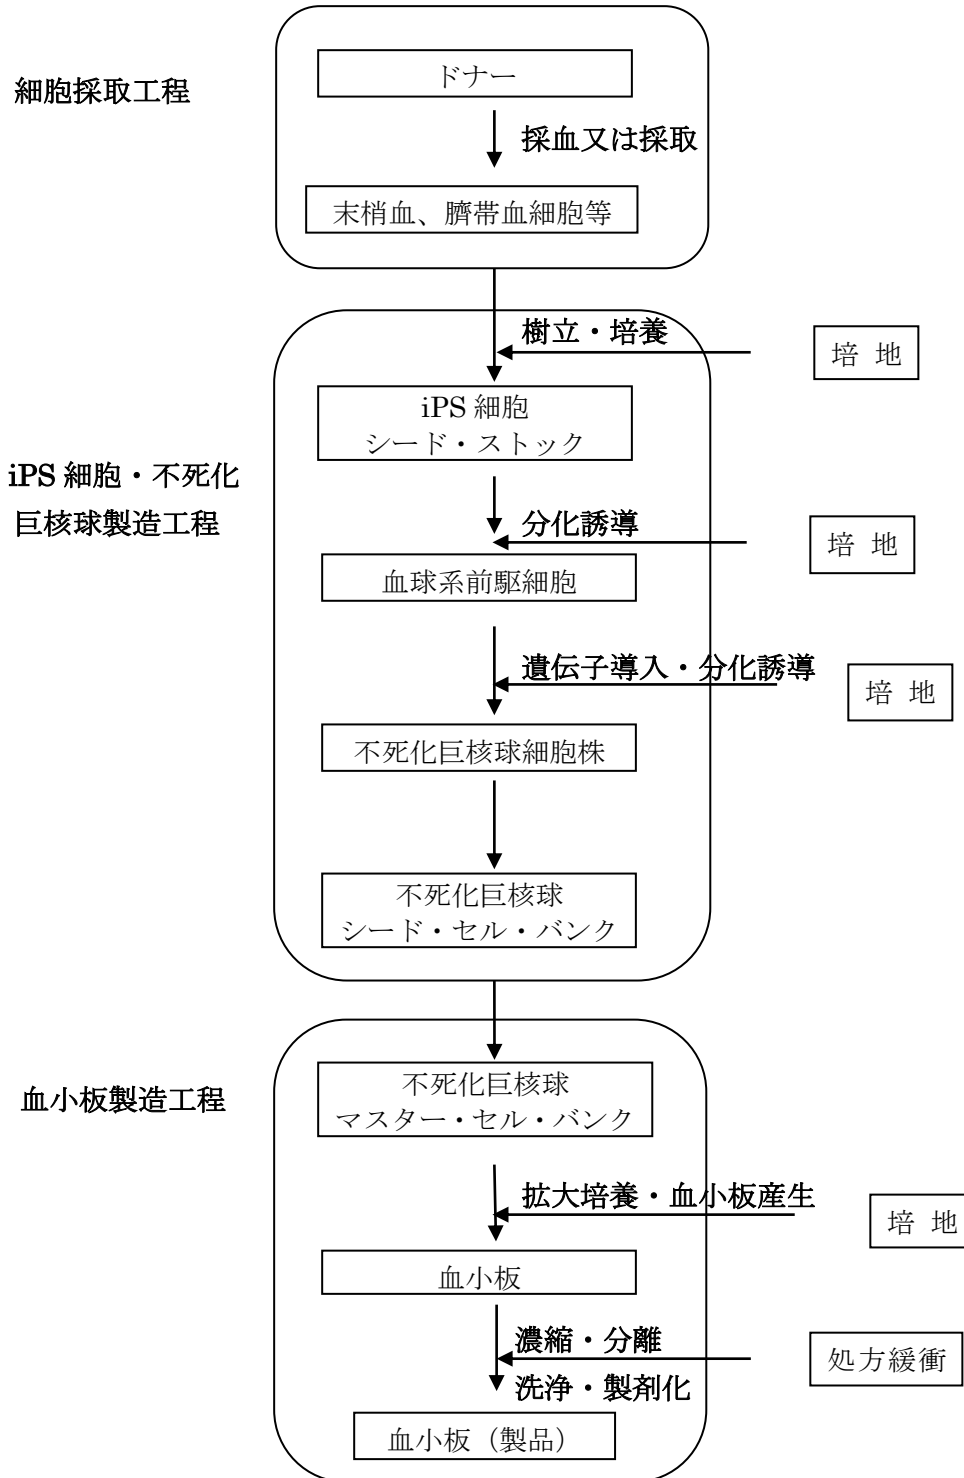 細胞採取工程
ドナー
採血又は採取
末梢血、臍帯血細胞等
樹立・培養
培 地
iPS 細胞
シード・ストック
iPS 細胞・不死化
巨核球製造工程
分化誘導
培 地
血球系前駆細胞
遺伝子導入・分化誘導
培 地
不死化巨核球細胞株
不死化巨核球
シード・セル・バンク
血小板製造工程
不死化巨核球
マスター・セル・バンク
拡大培養・血小板産生
培 地
血小板
濃縮・分離
処方緩衝
洗浄・製剤化
血小板（製品）